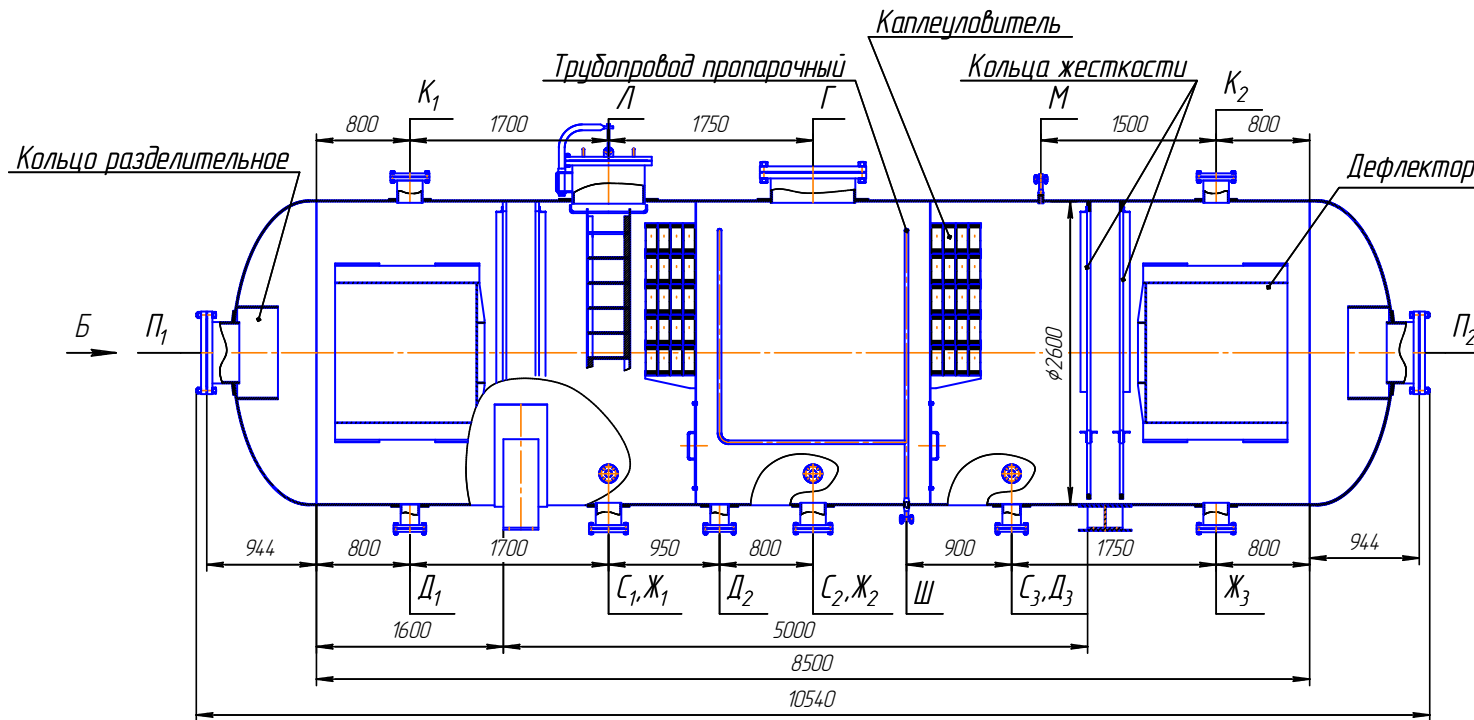 Каплеуловитель
Трубопровод пропарочный
Кольца жесткости
К₁
Л
Г
М
К₂
800
1700
1750
1500
800
Кольцо разделительное
Дефлектор
Б
П₁
П₂
⌀2600
944
800
1700
950
800
900
1750
800
944
Д₁
С₁,Ж₁
Д₂
С₂,Ж₂
Ш
С₃,Д₃
Ж₃
1600
5000
8500
10540